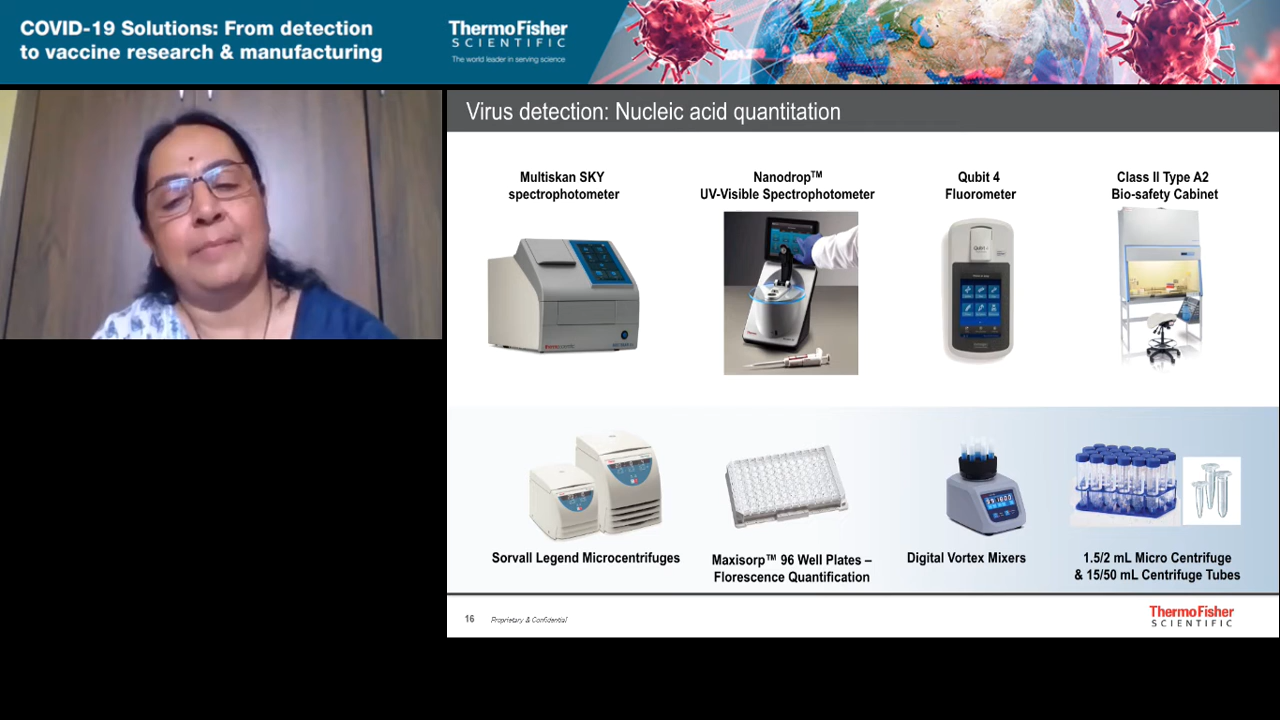 COVID-19 Solutions: From detection
to vaccine research & manufacturing
ThermoFisher
SCIENTIFIC
The world leader in serving science
Virus detection: Nucleic acid quantitation
Multiskan SKY
spectrophotometer
Nanodrop™
UV-Visible Spectrophotometer
Qubit 4
Fluorometer
Class II Type A2
Bio-safety Cabinet
Sorvall Legend Microcentrifuges
Maxisorp™ 96 Well Plates –
Florescence Quantification
Digital Vortex Mixers
1.5/2 mL Micro Centrifuge
& 15/50 mL Centrifuge Tubes
16
Proprietary & Confidential
ThermoFisher
SCIENTIFIC